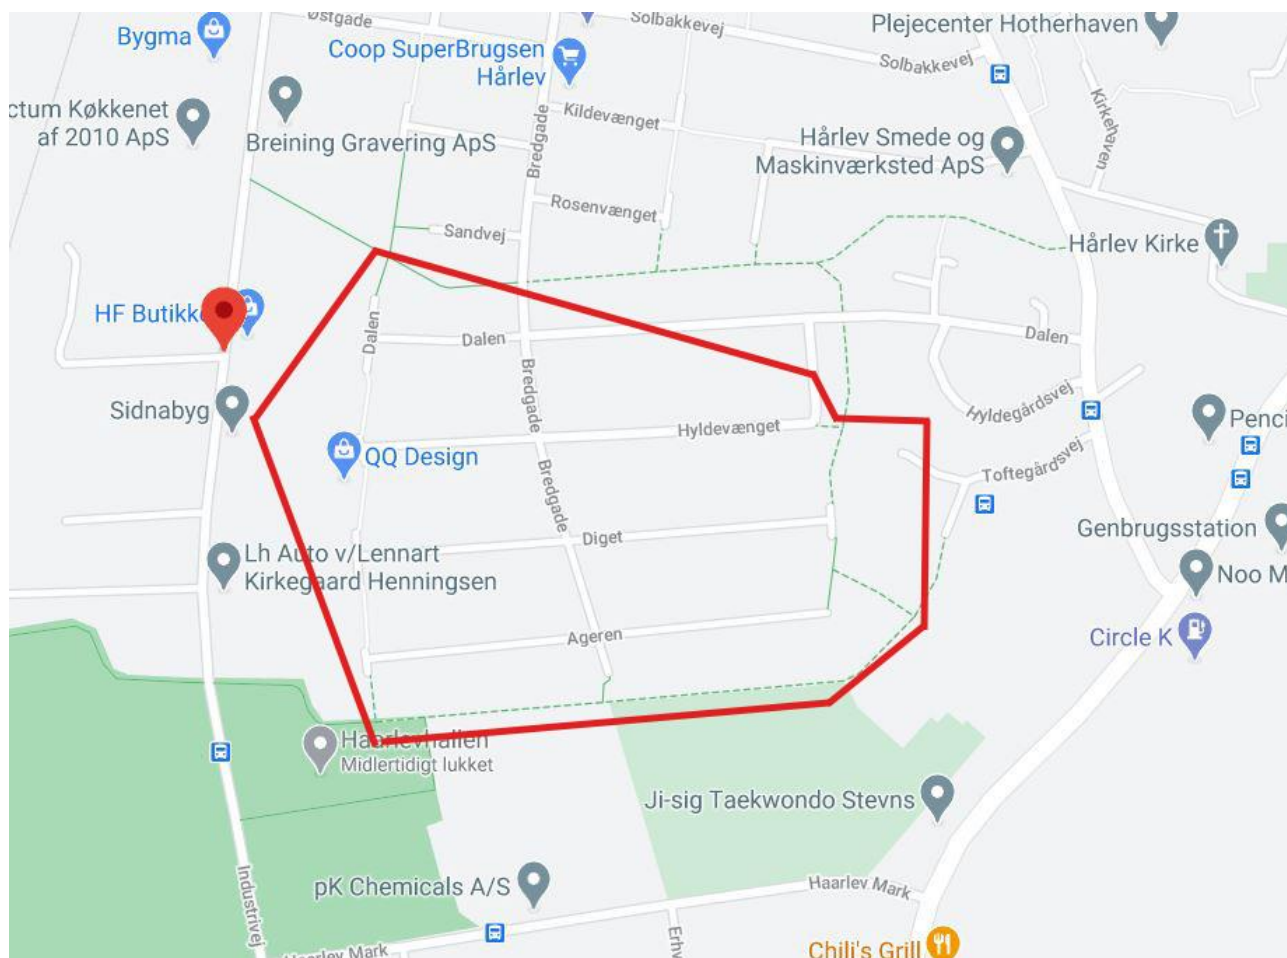 Østgade
Solbakkevej
Plejecenter Hotherhaven
Bygma
Coop SuperBrugsen
Hårlev
Solbakkevej
ctum Køkkenet
af 2010 ApS
Breining Gravering ApS
Bredgade
Kildevænget
Kirkehaven
Hårlev Smede og
Maskinværksted ApS
Rosenvænget
Sandvej
Hårlev Kirke
HF Butikk
Dalen
Dalen
Dalen
Bredgade
Sidnabyg
Hyldegårdsvej
Penci
Hyldevænget
QQ Design
Bredgade
Toftegårdsvej
Diget
Genbrugsstation
Lh Auto v/Lennart
Kirkegaard Henningsen
Noo M
Ageren
Circle K
Haarlevhallen
Midlertidigt lukket
Ji-sig Taekwondo Stevns
Industrivej
pK Chemicals A/S
Haarlev Mark
Erhv
Haarlev Mark
Chili's Grill